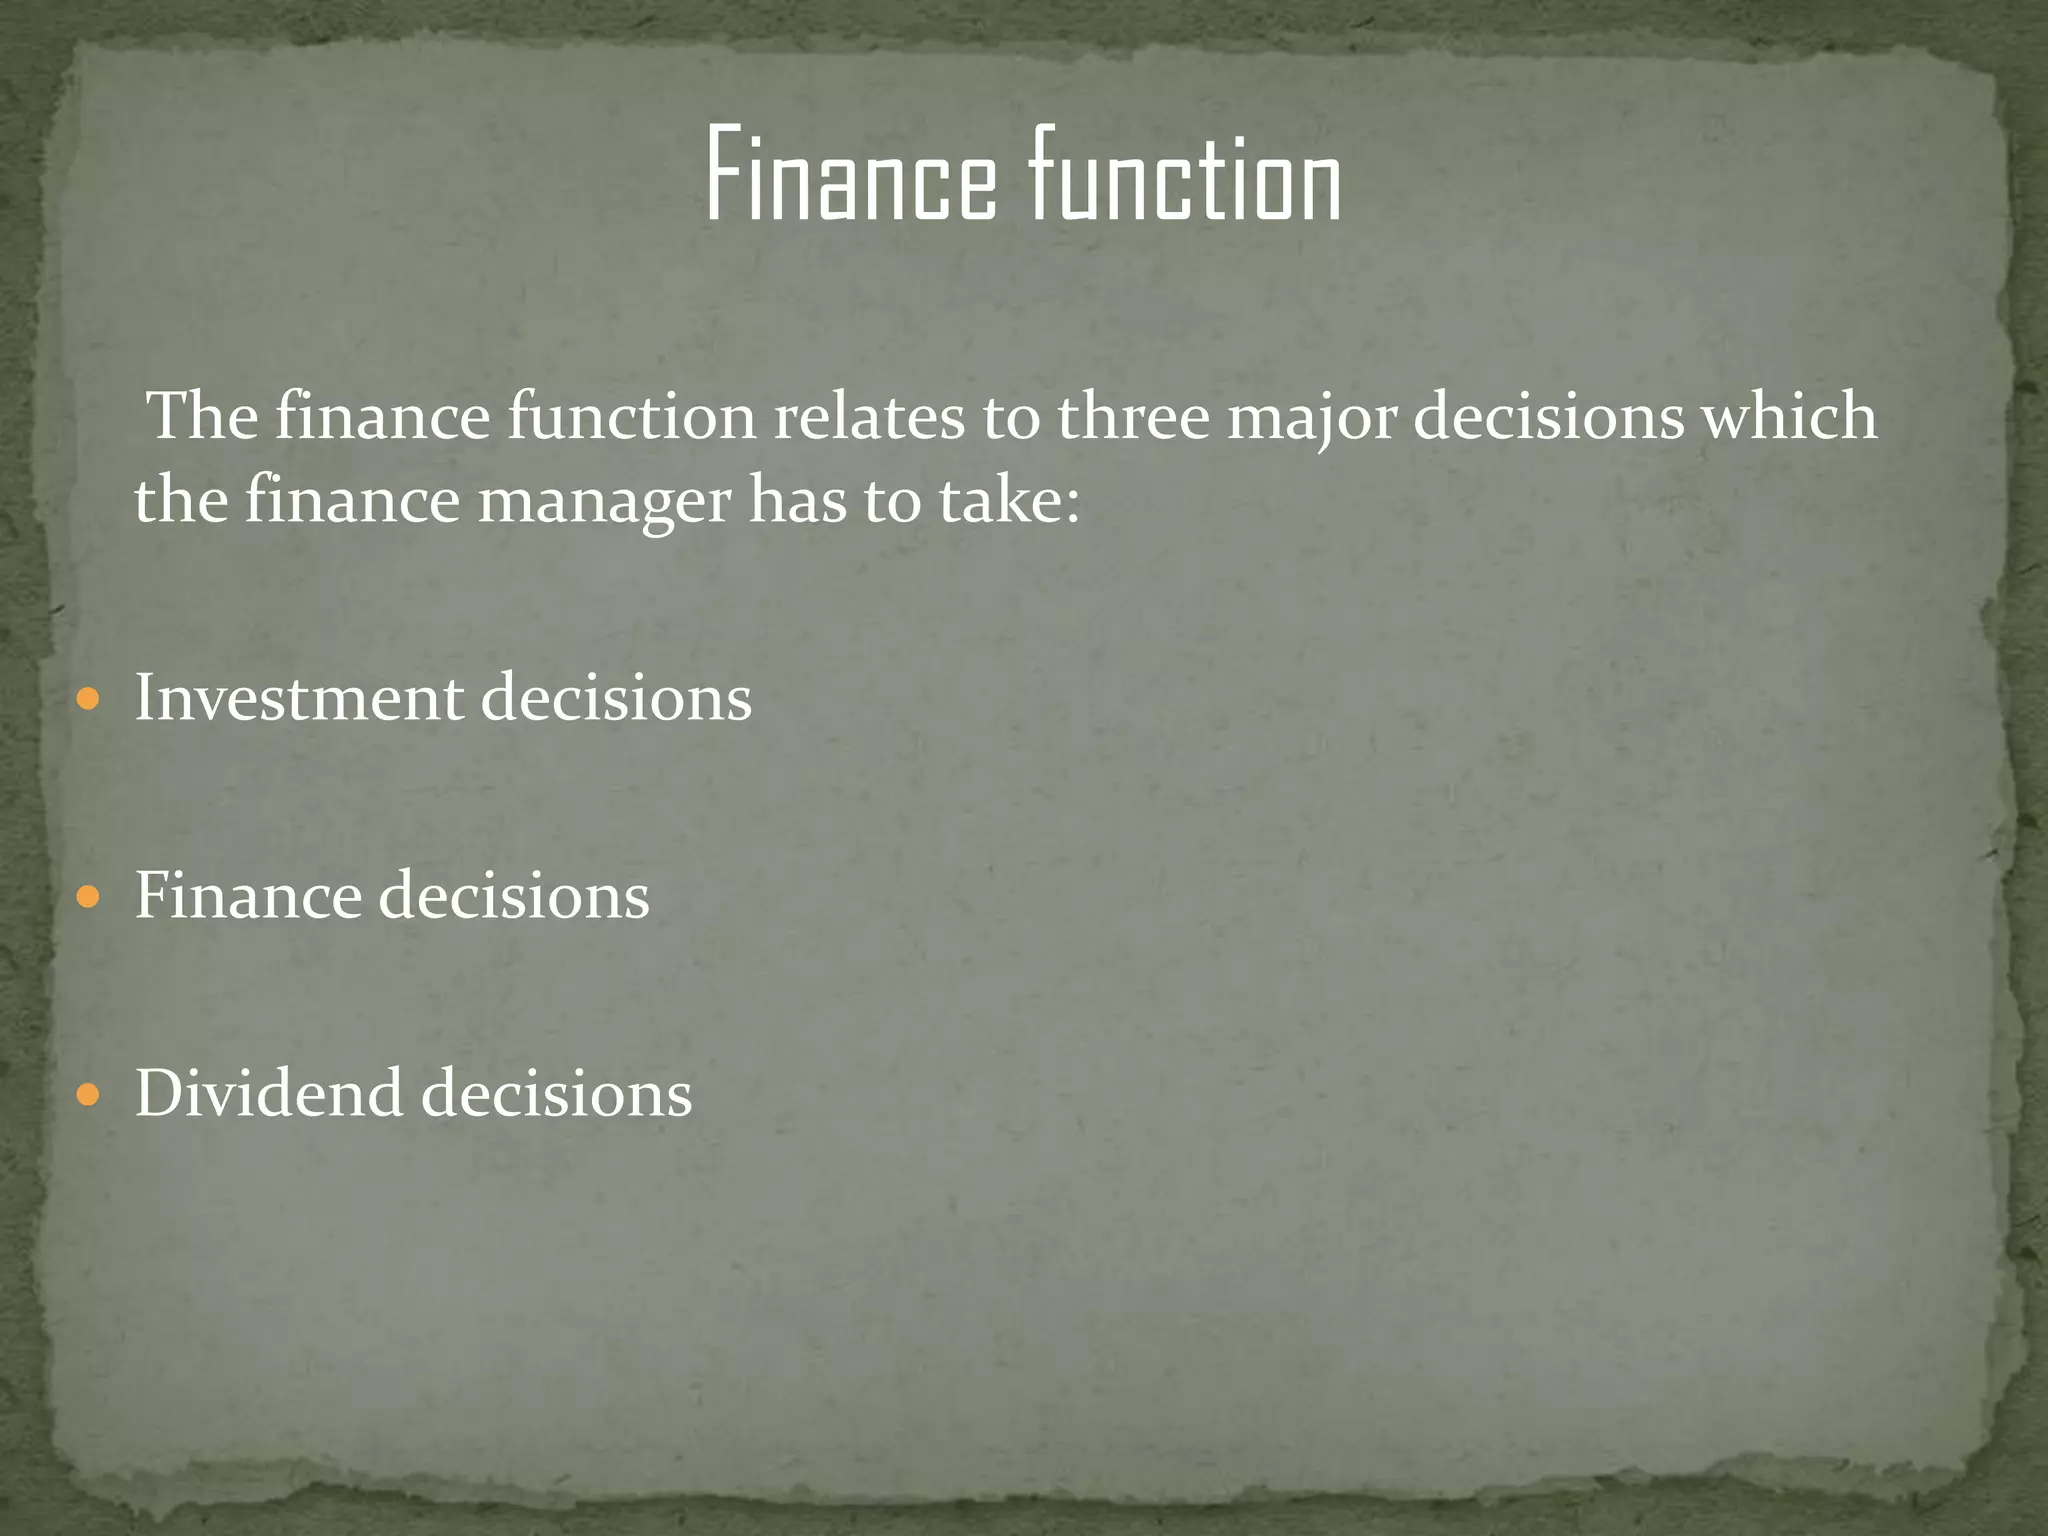 Finance function
The finance function relates to three major decisions which
the finance manager has to take:
• Investment decisions
• Finance decisions
• Dividend decisions